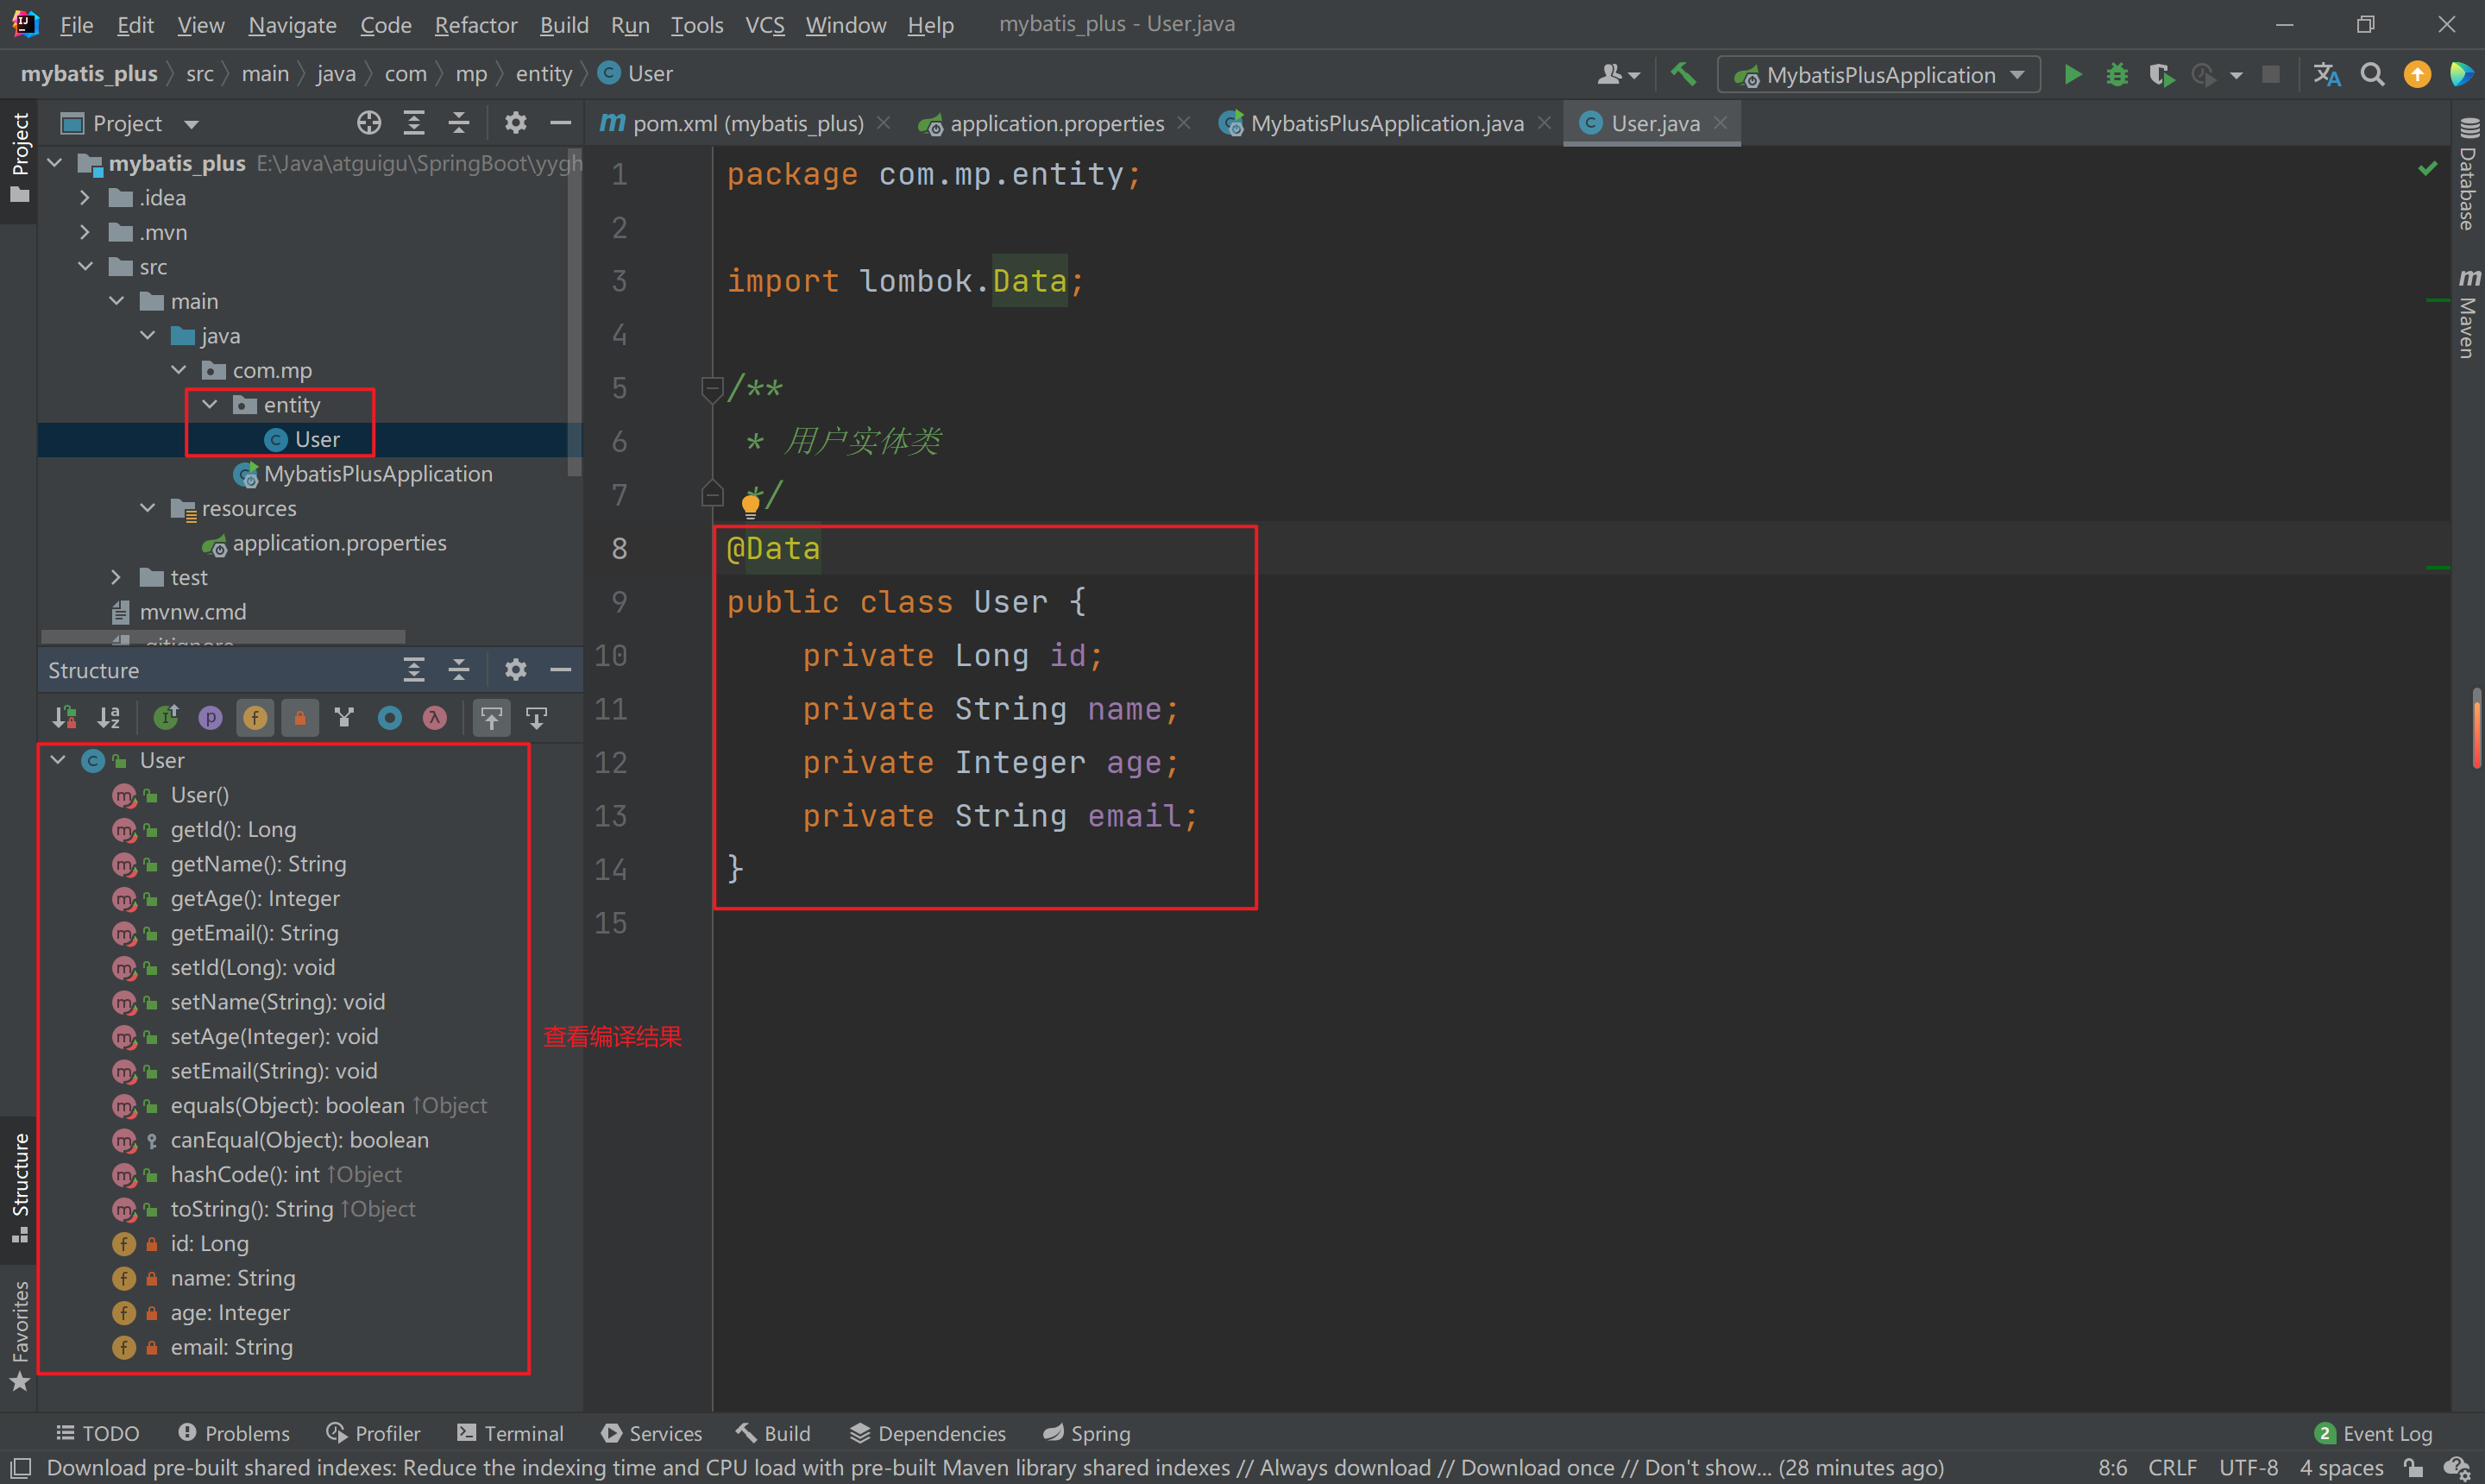 File Edit View Navigate Code Refactor Build Run Tools VCS Window Help mybatis_plus - User.java
mybatis_plus src main java com mp entity User
MybatisPlusApplication
Project
Project
pom.xml (mybatis_plus)
application.properties
MybatisPlusApplication.java
User.java
mybatis_plus E:\Java\atguigu\SpringBoot\yygh
.idea
.mvn
src
main
java
com.mp
entity
User
MybatisPlusApplication
resources
application.properties
test
mvnw.cmd
.gitignore
Structure
User
User()
getId(): Long
getName(): String
getAge(): Integer
getEmail(): String
setId(Long): void
setName(String): void
setAge(Integer): void
setEmail(String): void
equals(Object): boolean ↑Object
canEqual(Object): boolean
hashCode(): int ↑Object
toString(): String ↑Object
id: Long
name: String
age: Integer
email: String
查看编译结果
1 package com.mp.entity;
2
3 import lombok.Data;
4
5 /**
6 * 用户实体类
7 */
8 @Data
9 public class User {
10 private Long id;
11 private String name;
12 private Integer age;
13 private String email;
14 }
15
Database
Maven
Structure
Favorites
TODO Problems Profiler Terminal Services Build Dependencies Spring 2 Event Log
Download pre-built shared indexes: Reduce the indexing time and CPU load with pre-built Maven library shared indexes // Always download // Download once // Don't show... (28 minutes ago) 8:6 CRLF UTF-8 4 spaces